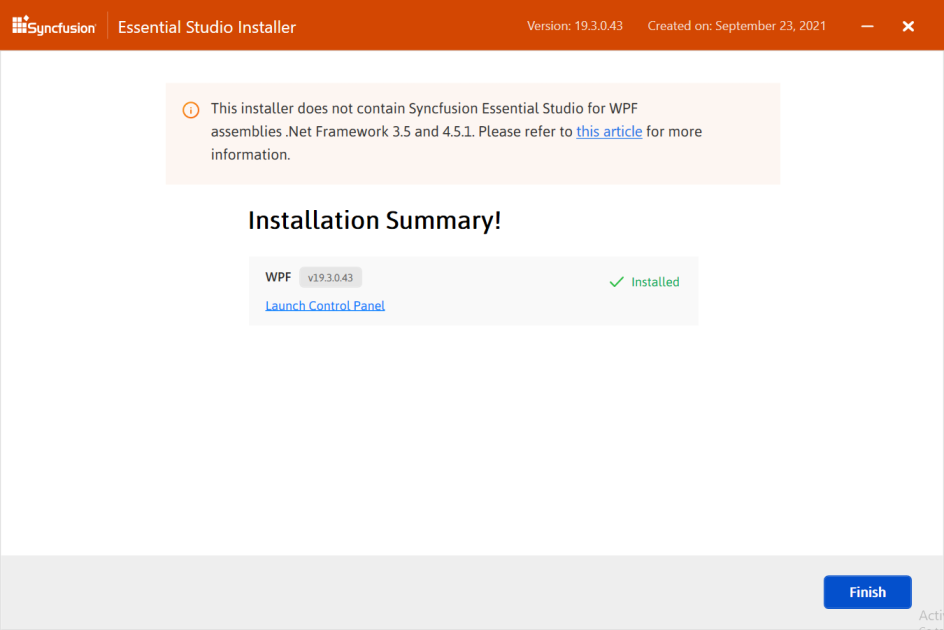 Syncfusion Essential Studio Installer Version: 19.3.0.43 Created on: September 23, 2021
This installer does not contain Syncfusion Essential Studio for WPF
assemblies .Net Framework 3.5 and 4.5.1. Please refer to this article for more
information.
Installation Summary!
WPF v19.3.0.43
Installed
Launch Control Panel
Finish
Acti